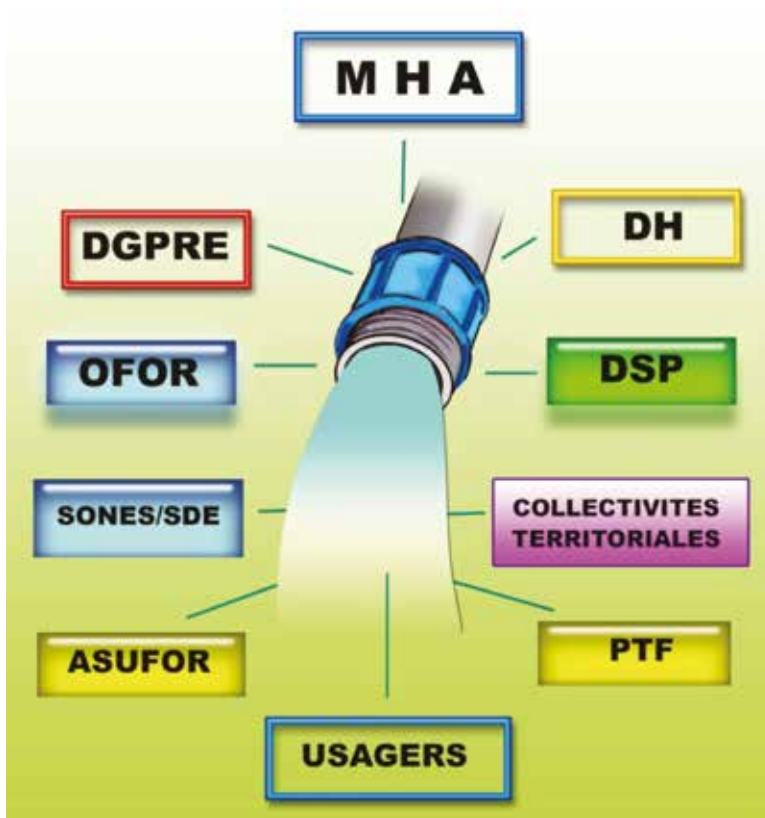 M H A
DGPRE
DH
OFOR
DSP
SONES/SDE
COLLECTIVITES
TERRITORIALES
ASUFOR
PTF
USAGERS